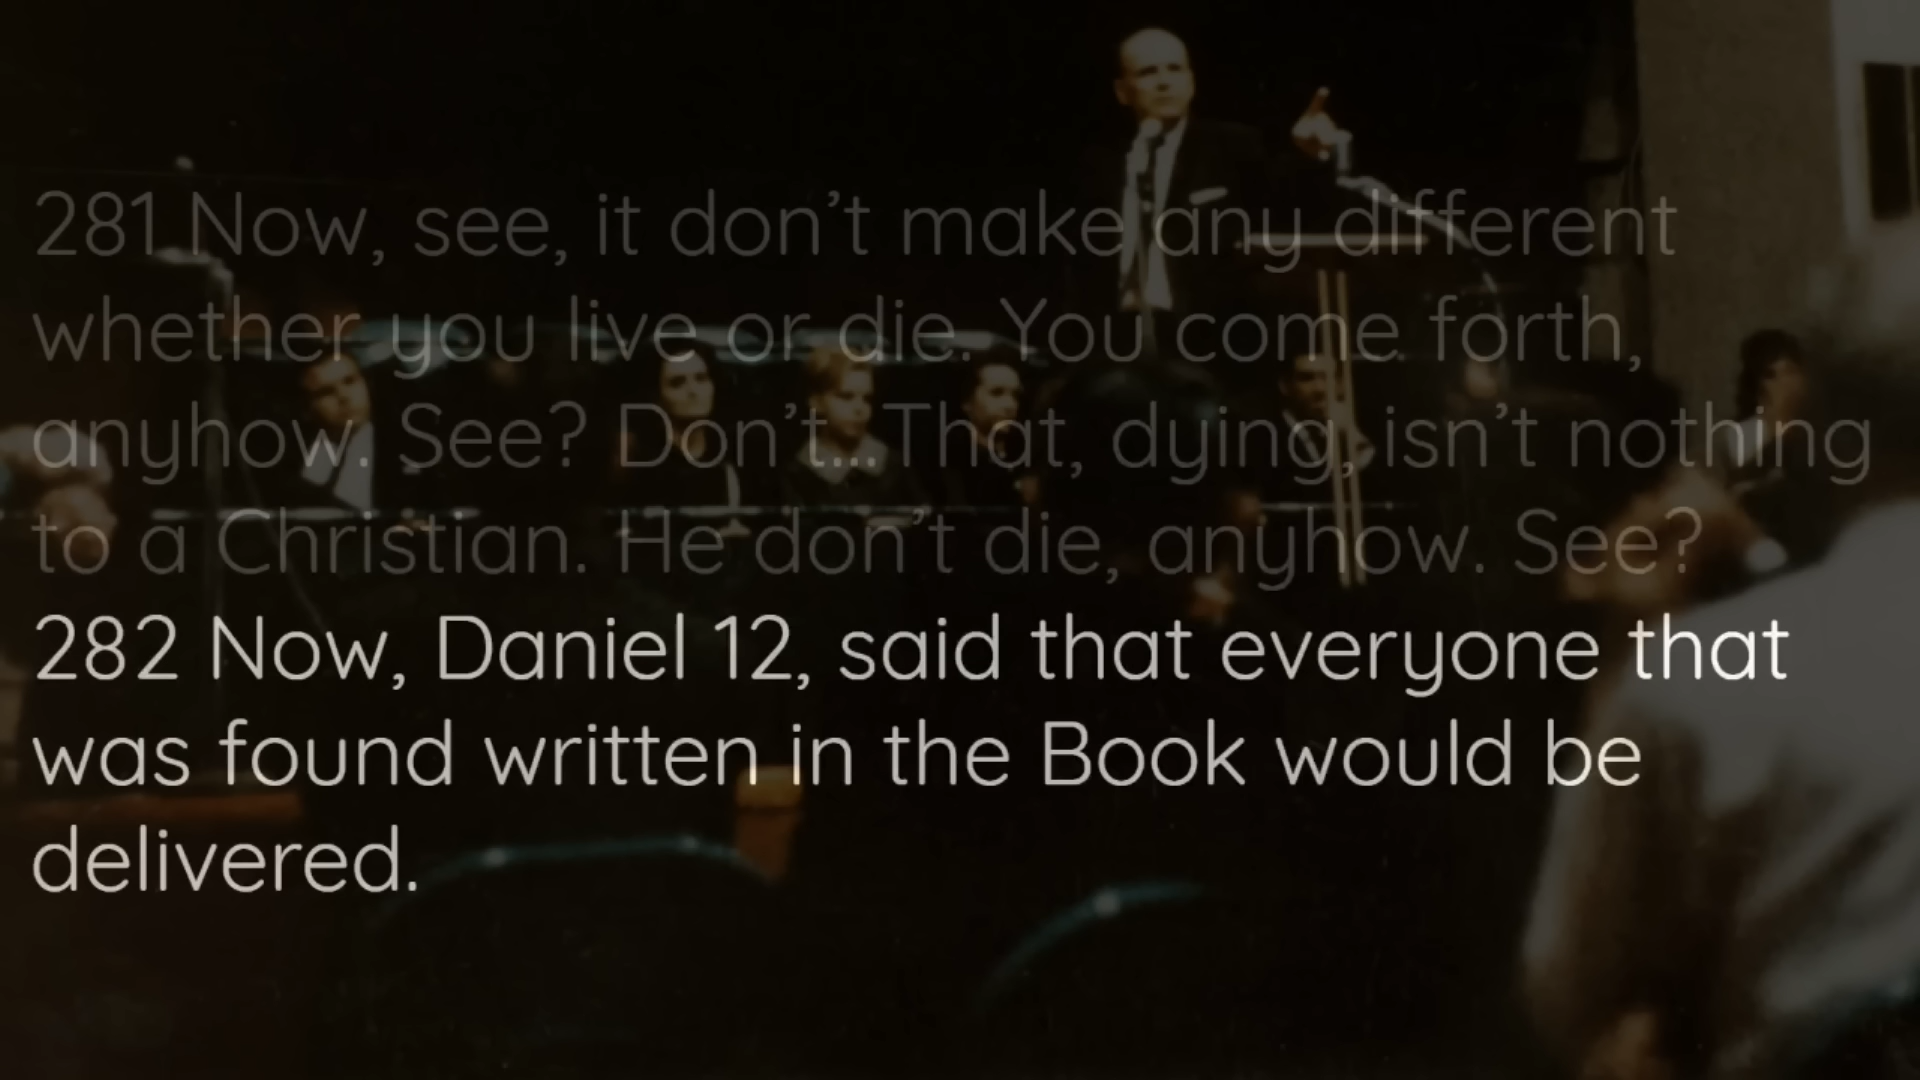 281 Now, see, it don’t make any different
whether you live or die. You come forth,
anyhow. See? Don’t...That, dying, isn’t nothing
to a Christian. He don’t die, anyhow. See?
282 Now, Daniel 12, said that everyone that
was found written in the Book would be
delivered.